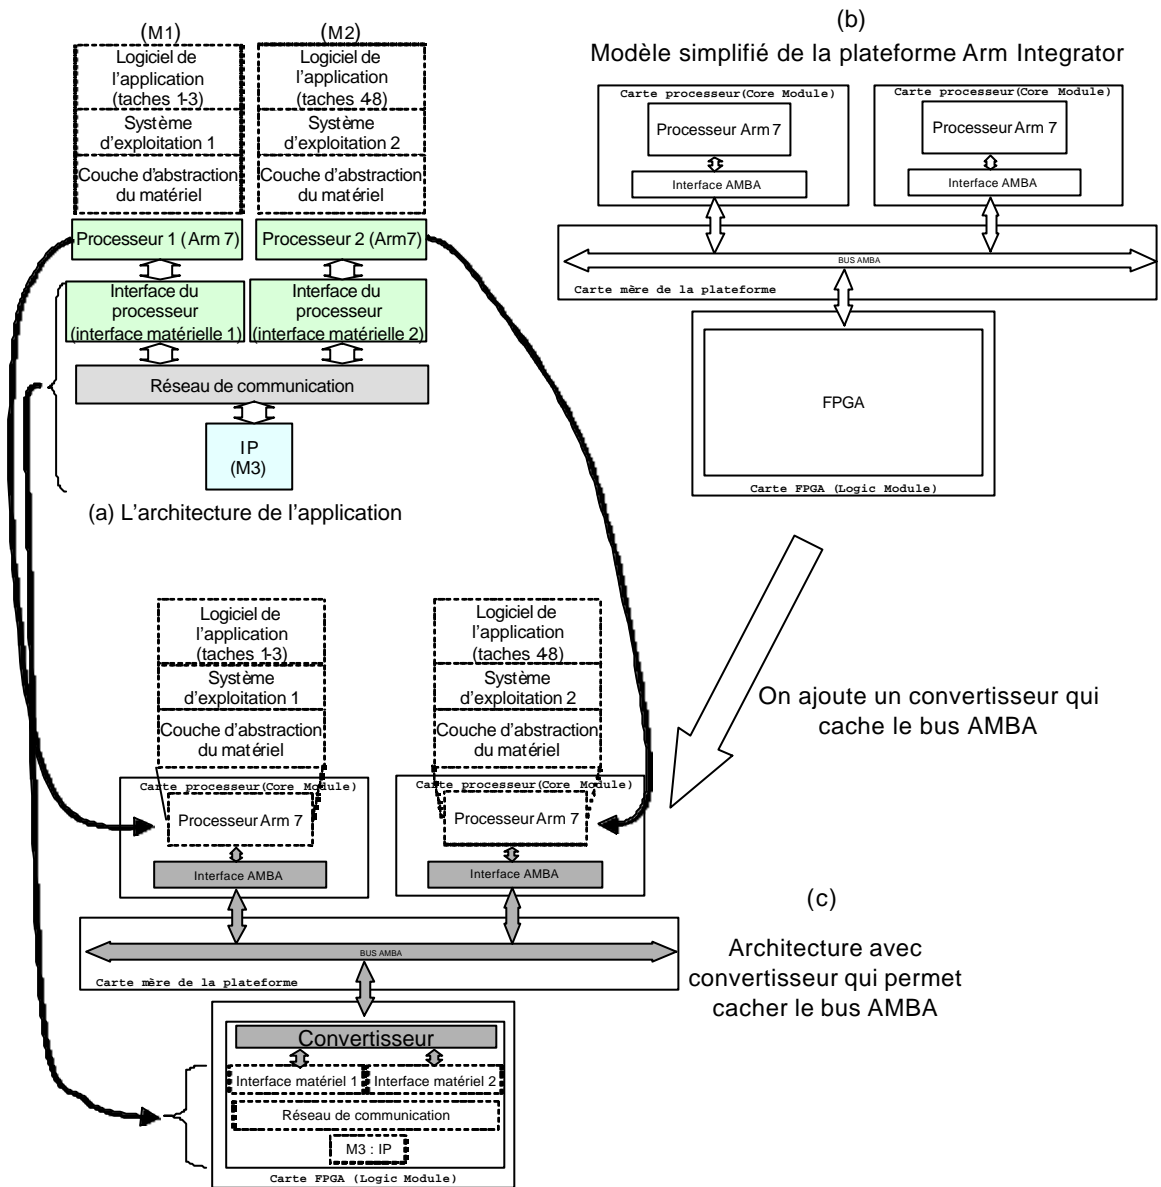 (M1)
Logiciel de
l'application
(taches 1-3)
Système
d'exploitation 1
Couche d'abstraction
du matériel
Processeur 1 (Arm 7)
Interface du
processeur
(interface matérielle 1)
(M2)
Logiciel de
l'application
(taches 4-8)
Système
d'exploitation 2
Couche d'abstraction
du matériel
Processeur 2 (Arm7)
Interface du
processeur
(interface matérielle 2)
Réseau de communication
IP
(M3)
(a) L'architecture de l'application
(b)
Modèle simplifié de la plateforme Arm Integrator
Carte processeur(Core Module)
Processeur Arm 7
Interface AMBA
Carte processeur(Core Module)
Processeur Arm 7
Interface AMBA
BUS AMBA
Carte mère de la plateforme
FPGA
Carte FPGA (Logic Module)
On ajoute un convertisseur qui
cache le bus AMBA
Logiciel de
l'application
(taches 1-3)
Système
d'exploitation 1
Couche d'abstraction
du matériel
Carte processeur(Core Module)
Processeur Arm 7
Interface AMBA
Logiciel de
l'application
(taches 4-8)
Système
d'exploitation 2
Couche d'abstraction
du matériel
Carte processeur(Core Module)
Processeur Arm 7
Interface AMBA
BUS AMBA
Carte mère de la plateforme
(c)
Architecture avec
convertisseur qui permet
cacher le bus AMBA
Convertisseur
Interface matériel 1
Interface matériel 2
Réseau de communication
M3 : IP
Carte FPGA (Logic Module)